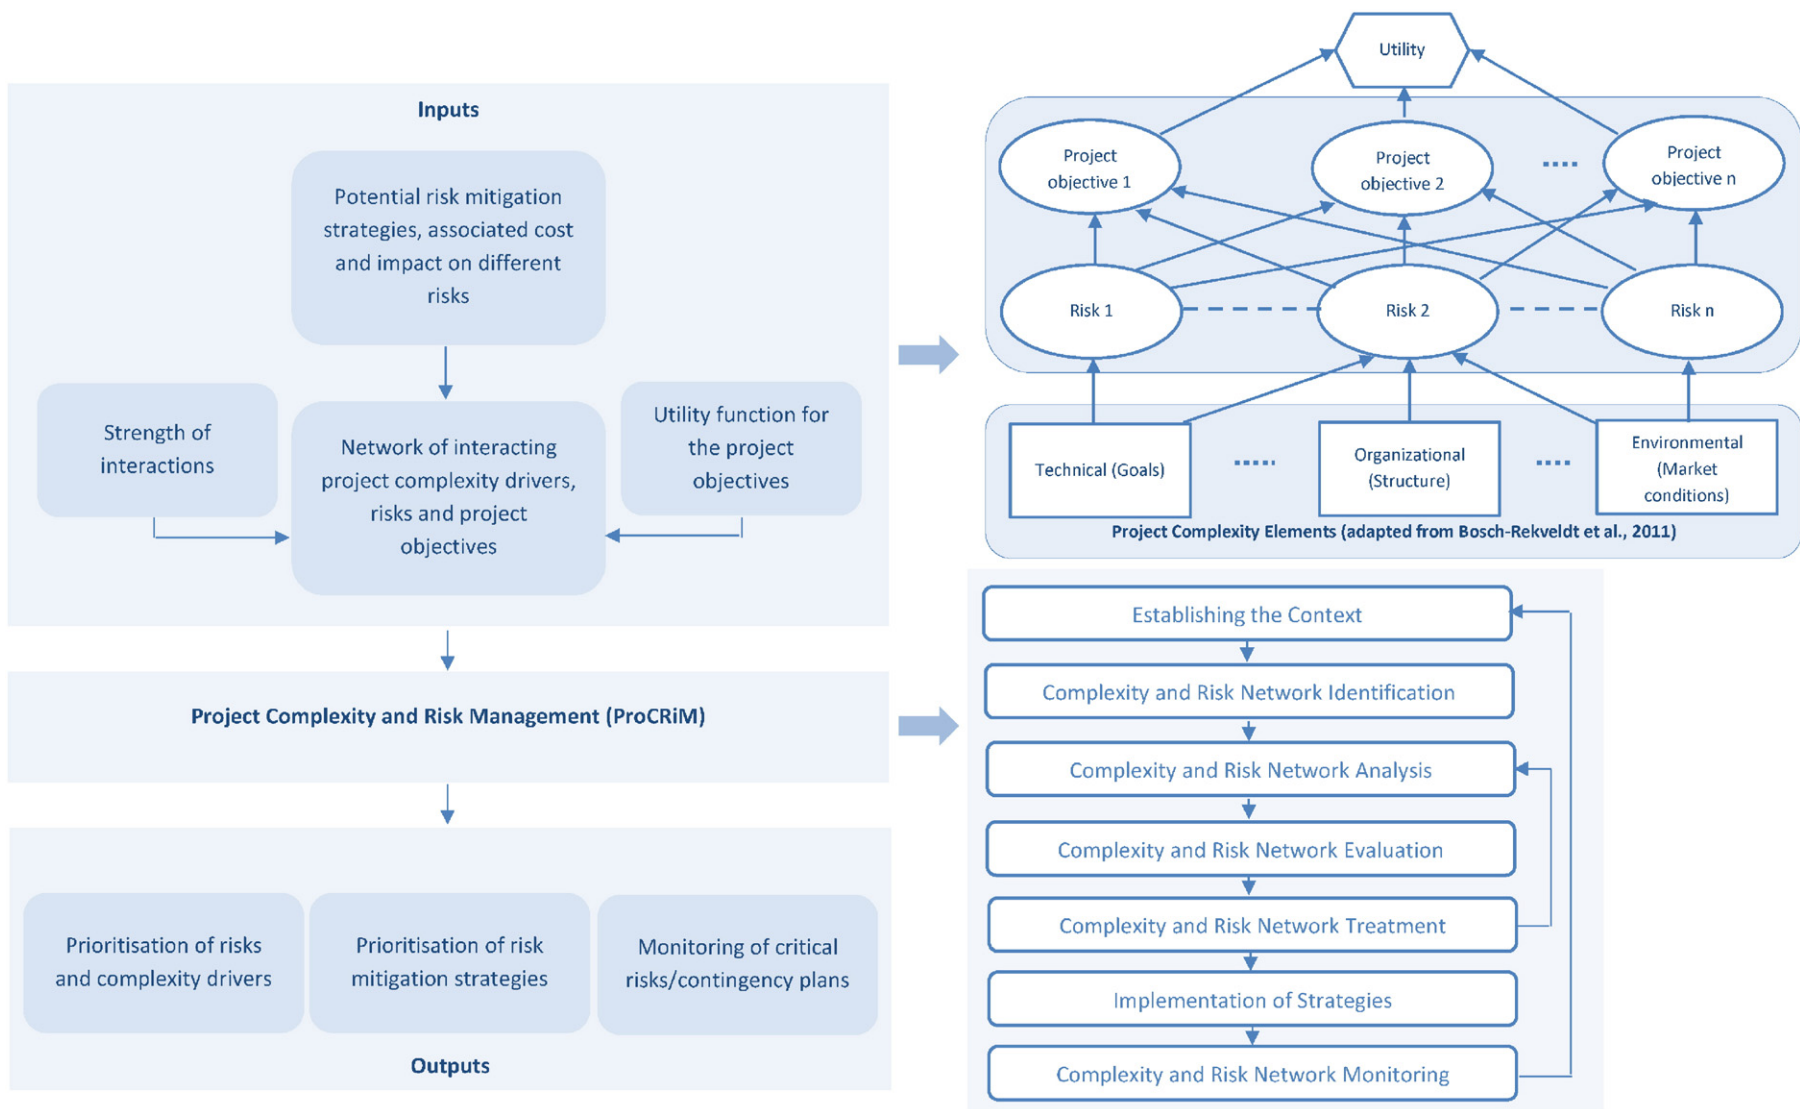 Inputs
Potential risk mitigation
strategies, associated cost
and impact on different
risks
Strength of
interactions
Network of interacting
project complexity drivers,
risks and project
objectives
Utility function for
the project
objectives
Project Complexity and Risk Management (ProCRiM)
Prioritisation of risks
and complexity drivers
Prioritisation of risk
mitigation strategies
Monitoring of critical
risks/contingency plans
Outputs
Utility
Project
objective 1
Project
objective 2
Project
objective n
Risk 1
Risk 2
Risk n
Technical (Goals)
Organizational
(Structure)
Environmental
(Market
conditions)
Project Complexity Elements (adapted from Bosch-Rekveldt et al., 2011)
Establishing the Context
Complexity and Risk Network Identification
Complexity and Risk Network Analysis
Complexity and Risk Network Evaluation
Complexity and Risk Network Treatment
Implementation of Strategies
Complexity and Risk Network Monitoring